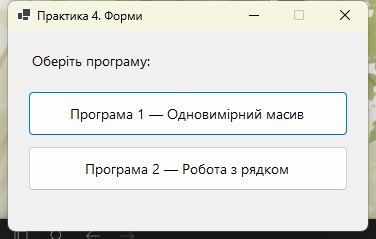 Практика 4. Форми
Оберіть програму:
Програма 1 — Одновимірний масив
Програма 2 — Робота з рядком